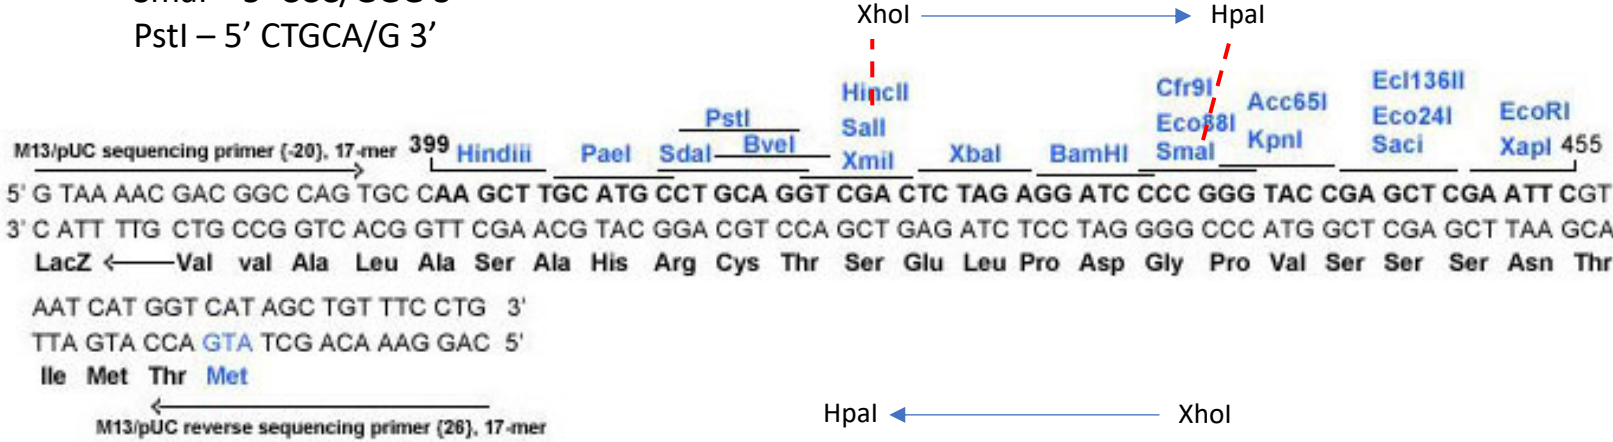 SmaI – 5' CCC/GGG 3'
PstI – 5' CTGCA/G 3'
XhoI HpaI
HincII Cfr9I Ecl136II
PstI SalI Eco88I Acc65I Eco24I EcoRI
M13/pUC sequencing primer {-20}, 17-mer 399 Hindiii PaeI SdaI BveI XmiI XbaI BamHI SmaI KpnI Saci XapI 455
5' G TAA AAC GAC GGC CAG TGC CAA GCT TGC ATG CCT GCA GGT CGA CTC TAG AGG ATC CCC GGG TAC CGA GCT CGA ATT CGT
3' C ATT TTG CTG CCG GTC ACG GTT CGA ACG TAC GGA CGT CCA GCT GAG ATC TCC TAG GGG CCC ATG GCT CGA GCT TAA GCA
LacZ Val val Ala Leu Ala Ser Ala His Arg Cys Thr Ser Glu Leu Pro Asp Gly Pro Val Ser Ser Ser Asn Thr
AAT CAT GGT CAT AGC TGT TTC CTG 3'
TTA GTA CCA GTA TCG ACA AAG GAC 5'
Ile Met Thr Met
HpaI XhoI
M13/pUC reverse sequencing primer {26}, 17-mer